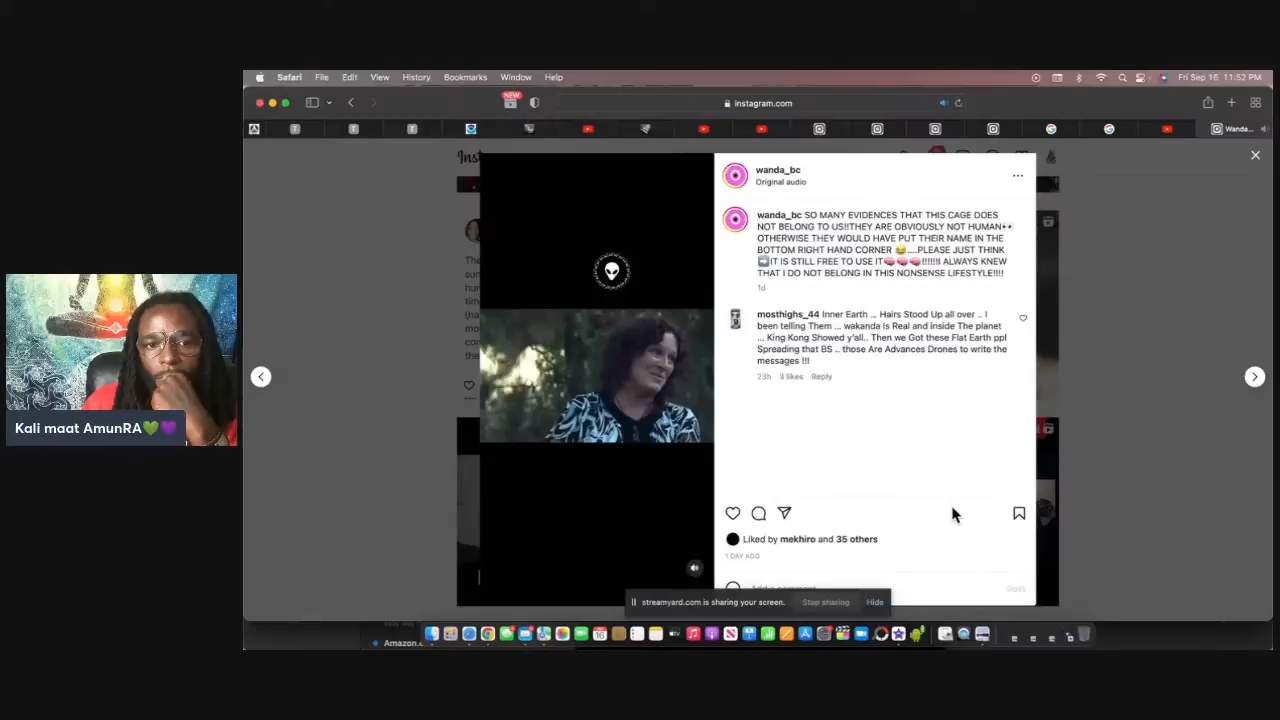 Safari File Edit View History Bookmarks Window Help
Fri Sep 16 11:52 PM
NEW
instagram.com
Wanda...
wanda_bc
Original audio
wanda_bc SO MANY EVIDENCES THAT THIS CAGE DOES
NOT BELONG TO US!!THEY ARE OBVIOUSLY NOT HUMAN👀
OTHERWISE THEY WOULD HAVE PUT THEIR NAME IN THE
BOTTOM RIGHT HAND CORNER 😂....PLEASE JUST THINK
➡️IT IS STILL FREE TO USE IT🧠🧠🧠!!!!!!I ALWAYS KNEW
THAT I DO NOT BELONG IN THIS NONSENSE LIFESTYLE!!!!
1d
mosthighs_44 Inner Earth ... Hairs Stood Up all over .. I
been telling Them ... wakanda Is Real and inside The planet
... King Kong Showed y'all.. Then we Got these Flat Earth ppl
Spreading that BS .. those Are Advances Drones to write the
messages !!!
23h 3 likes Reply
Kali maat AmunRA💚💜
Liked by mekhiro and 35 others
1 DAY AGO
streamyard.com is sharing your screen. Stop sharing Hide
Amazon.c